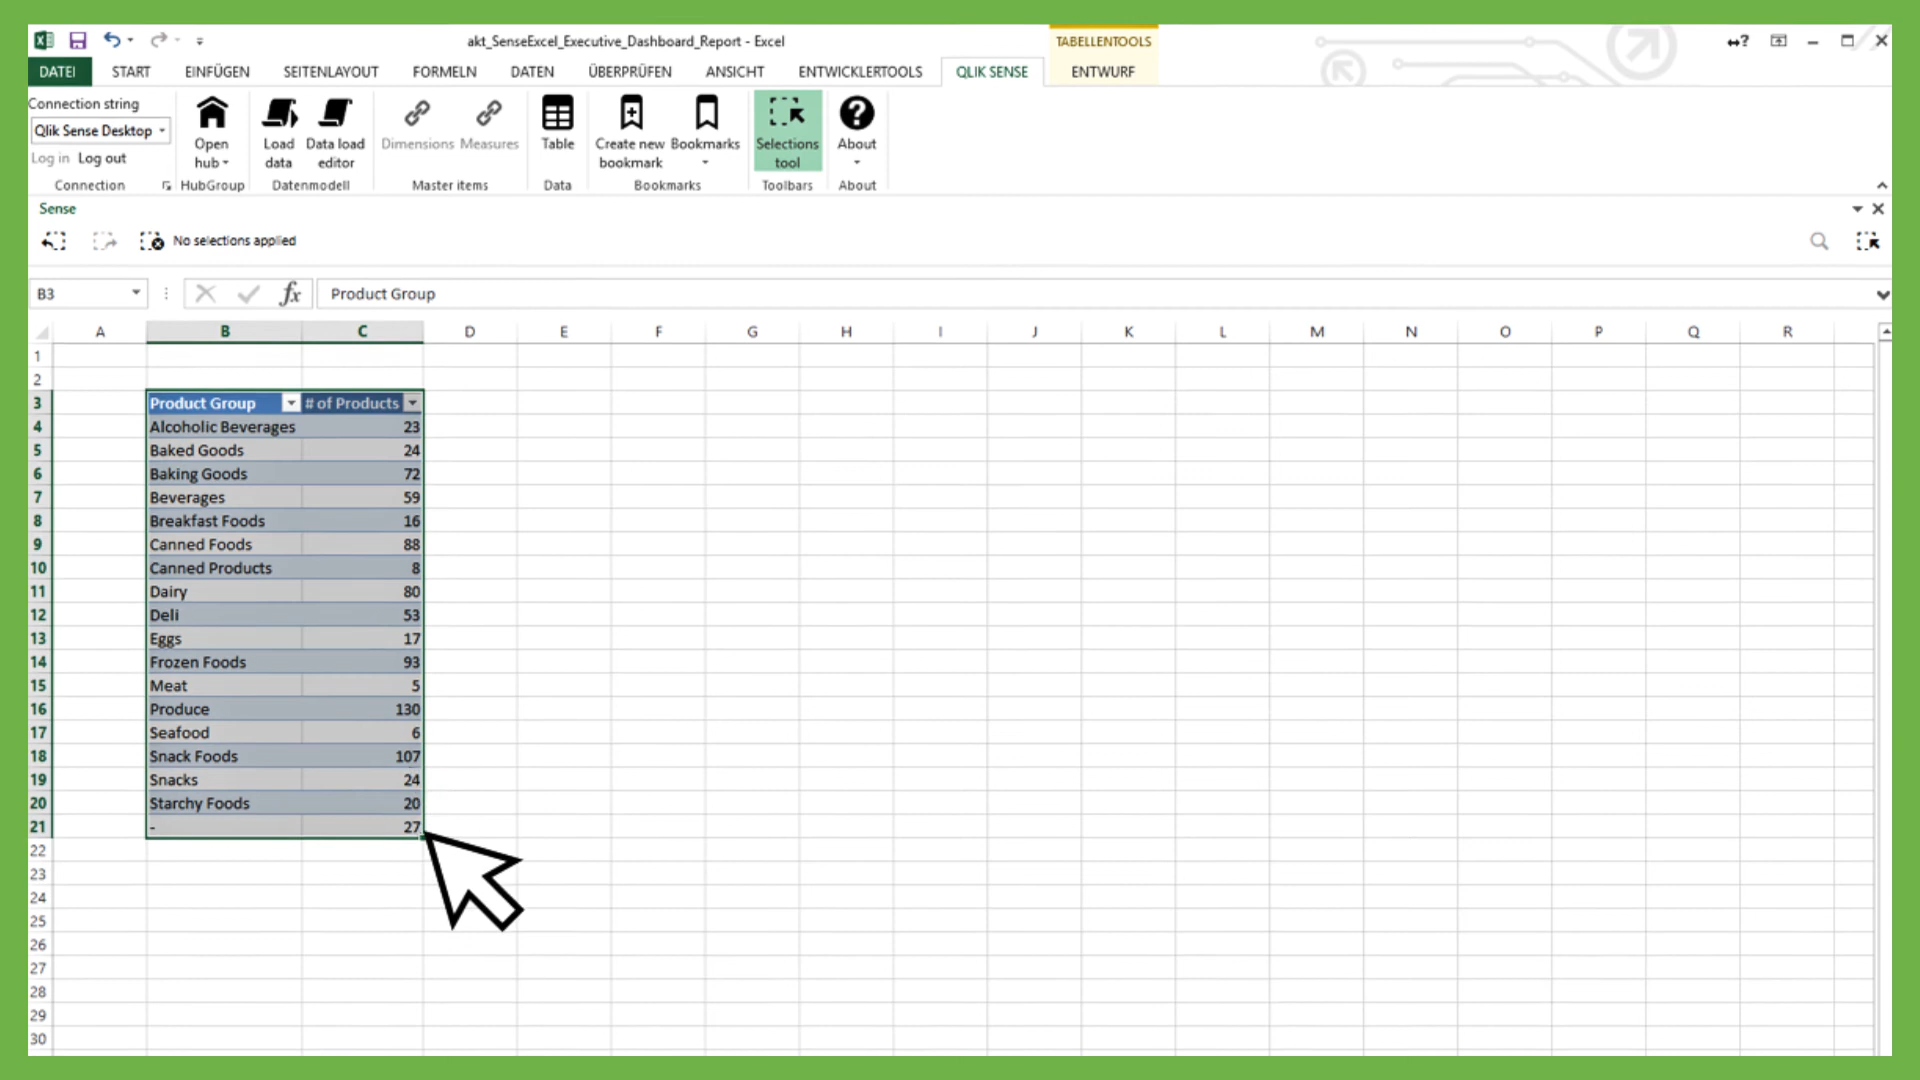 akt_SenseExcel_Executive_Dashboard_Report - Excel
TABELLENTOOLS
DATEI START EINFÜGEN SEITENLAYOUT FORMELN DATEN ÜBERPRÜFEN ANSICHT ENTWICKLERTOOLS QLIK SENSE ENTWURF
Connection string
Qlik Sense Desktop
Log in Log out
Connection
Open
hub
HubGroup
Load
data
Data load
editor
Datenmodell
Dimensions Measures
Master items
Table
Data
Create new
bookmark
Bookmarks
Bookmarks
Selections
tool
Toolbars
About
About
Sense
No selections applied
B3 fx Product Group
A B C D E F G H I J K L M N O P Q R
1
2
3 Product Group # of Products
4 Alcoholic Beverages 23
5 Baked Goods 24
6 Baking Goods 72
7 Beverages 59
8 Breakfast Foods 16
9 Canned Foods 88
10 Canned Products 8
11 Dairy 80
12 Deli 53
13 Eggs 17
14 Frozen Foods 93
15 Meat 5
16 Produce 130
17 Seafood 6
18 Snack Foods 107
19 Snacks 24
20 Starchy Foods 20
21 - 27
22
23
24
25
26
27
28
29
30